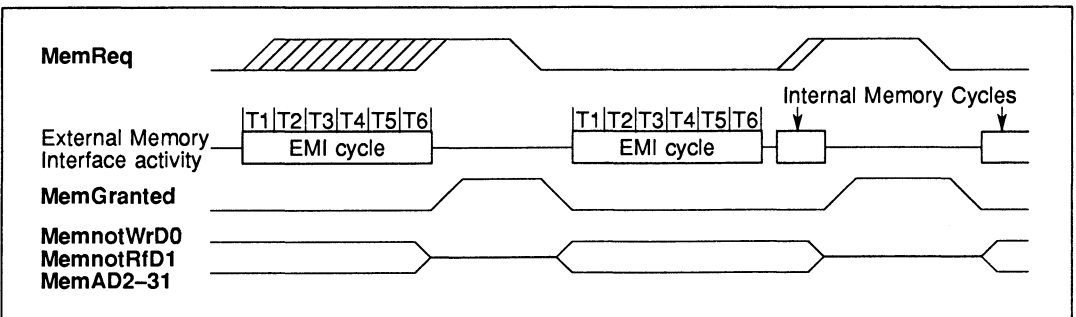 MemReq
Internal Memory Cycles
T1 T2 T3 T4 T5 T6 T1 T2 T3 T4 T5 T6
External Memory
Interface activity
EMI cycle EMI cycle
MemGranted
MemnotWrD0
MemnotRfD1
MemAD2–31